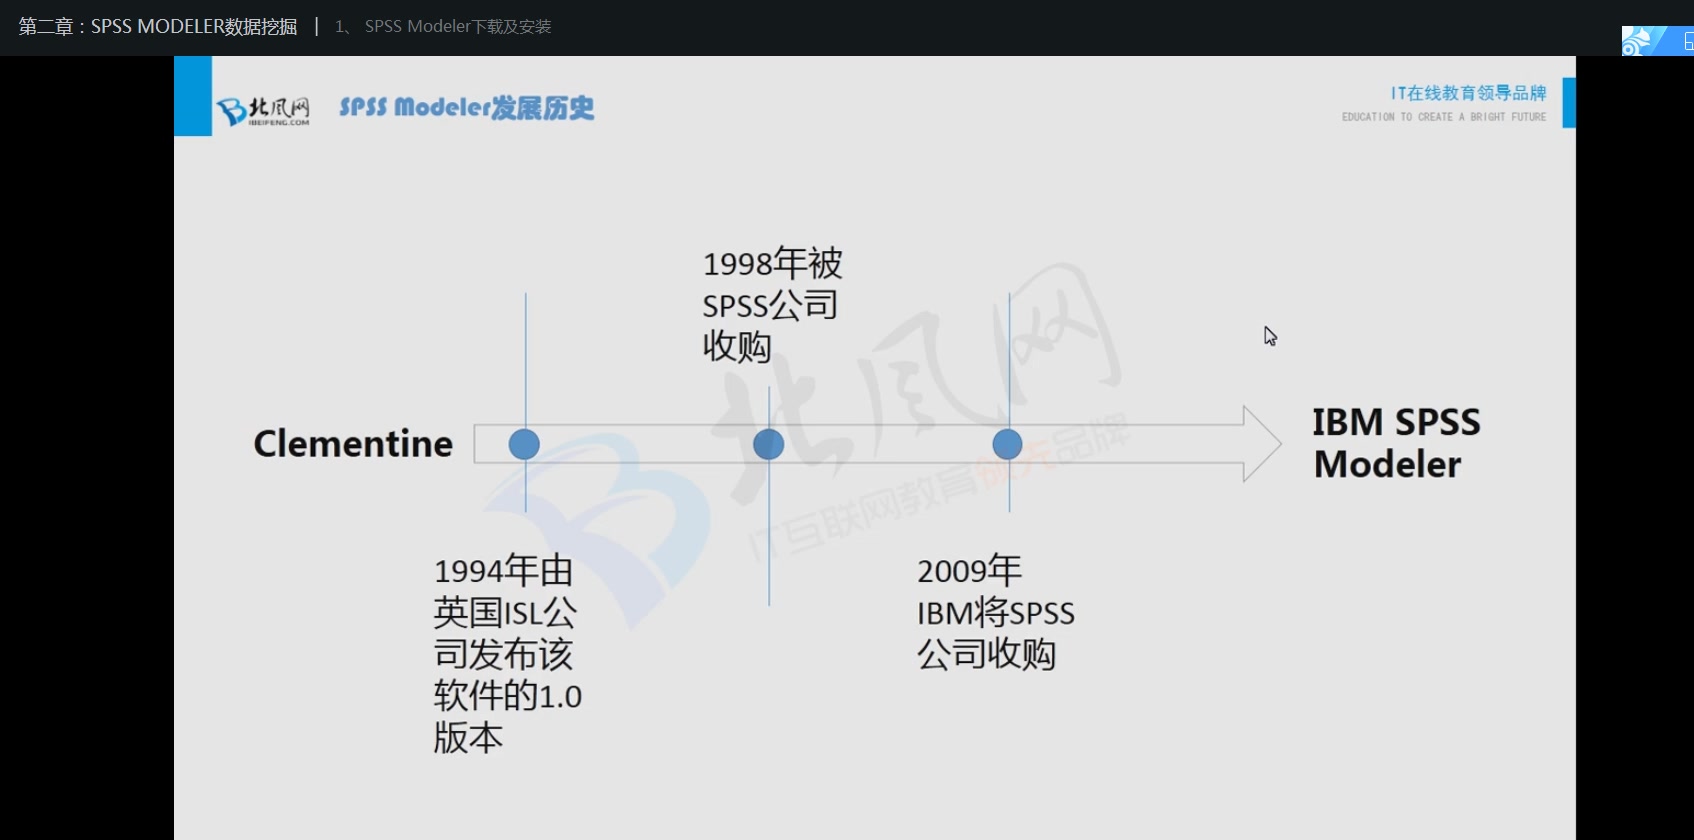 第二章：SPSS MODELER数据挖掘 | 1、 SPSS Modeler下载及安装
北风网
IBEIFENG.COM
SPSS Modeler发展历史
IT在线教育领导品牌
EDUCATION TO CREATE A BRIGHT FUTURE
1998年被
SPSS公司
收购
Clementine
IBM SPSS
Modeler
北风网
IT互联网教育领先品牌
1994年由
英国ISL公
司发布该
软件的1.0
版本
2009年
IBM将SPSS
公司收购